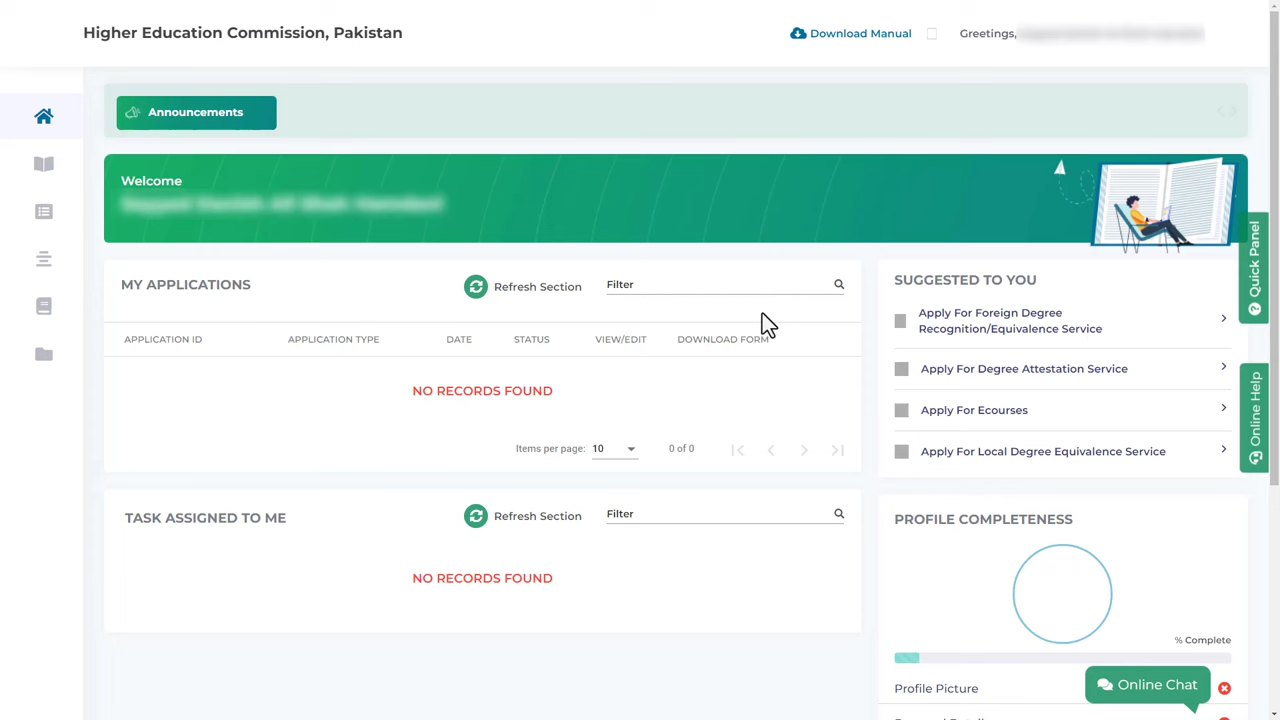 Higher Education Commission, Pakistan
Download Manual
Greetings,
Announcements
Welcome
MY APPLICATIONS
Refresh Section
Filter
APPLICATION ID
APPLICATION TYPE
DATE
STATUS
VIEW/EDIT
DOWNLOAD FORM
NO RECORDS FOUND
Items per page:
10
0 of 0
TASK ASSIGNED TO ME
Refresh Section
Filter
NO RECORDS FOUND
SUGGESTED TO YOU
Apply For Foreign Degree
Recognition/Equivalence Service
Apply For Degree Attestation Service
Apply For Ecourses
Apply For Local Degree Equivalence Service
PROFILE COMPLETENESS
% Complete
Profile Picture
Online Chat
Quick Panel
Online Help